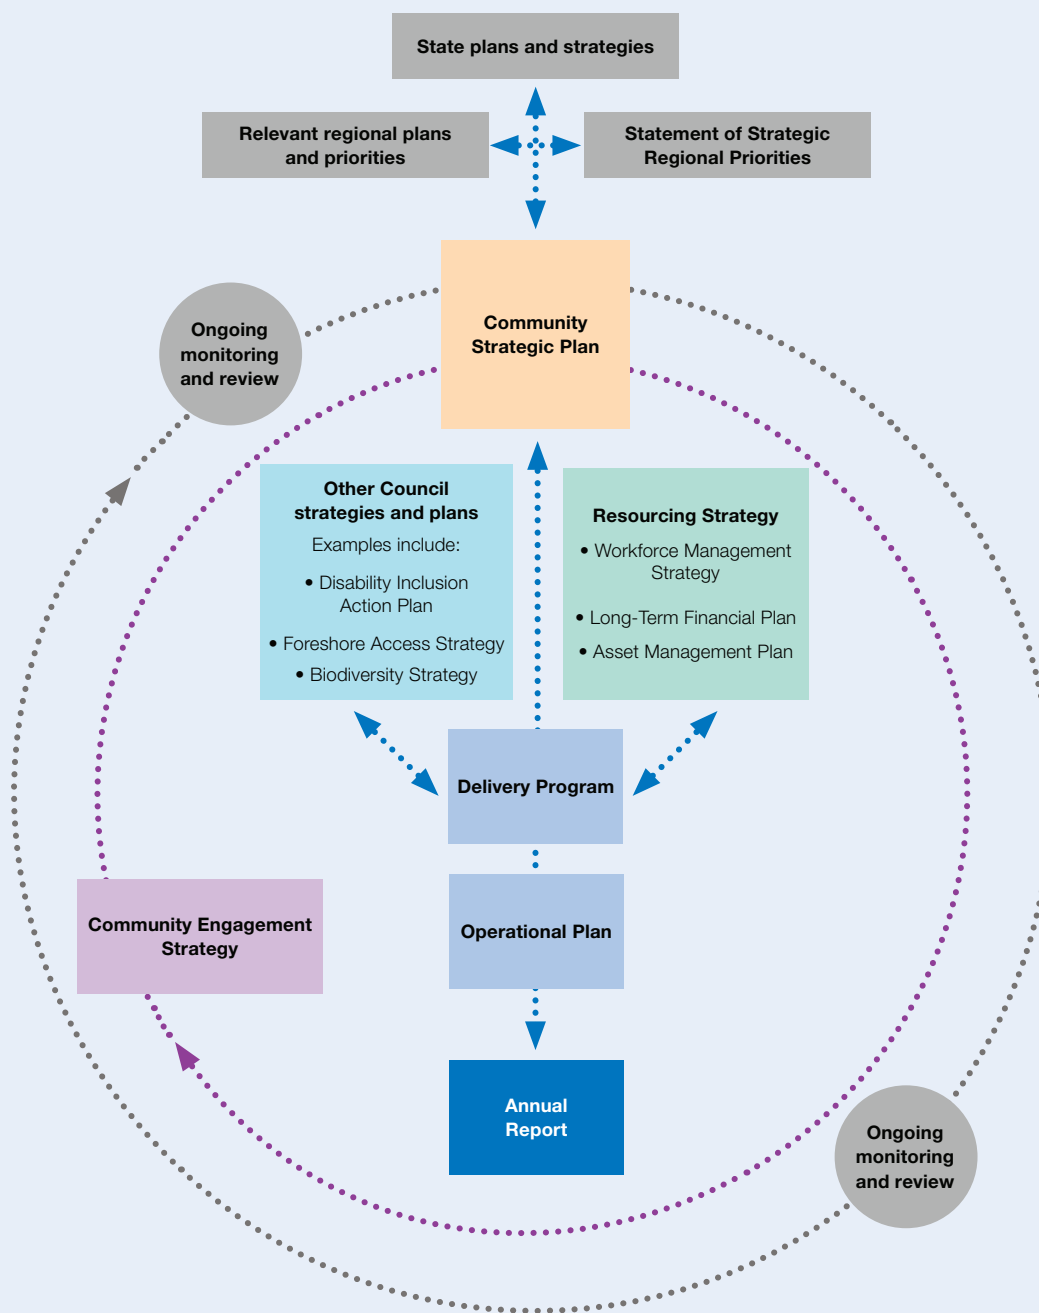 State plans and strategies
Relevant regional plans
and priorities
Statement of Strategic
Regional Priorities
Community
Strategic Plan
Ongoing
monitoring
and review
Other Council
strategies and plans
Examples include:
• Disability Inclusion
Action Plan
• Foreshore Access Strategy
• Biodiversity Strategy
Resourcing Strategy
• Workforce Management
Strategy
• Long-Term Financial Plan
• Asset Management Plan
Delivery Program
Community Engagement
Strategy
Operational Plan
Annual
Report
Ongoing
monitoring
and review